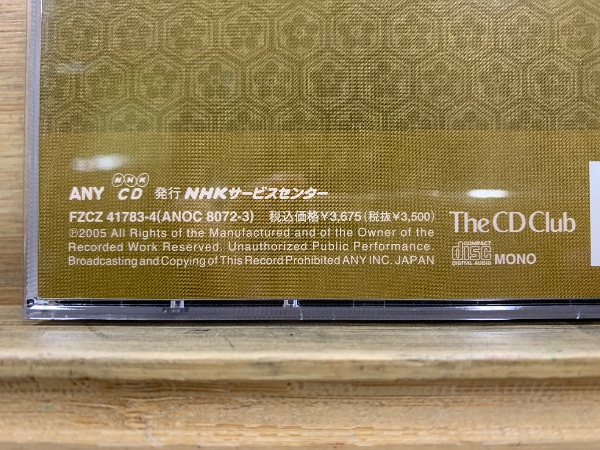 ANY NHK CD 発行 NHKサービスセンター
FZCZ 41783-4(ANOC 8072-3) 税込価格¥3,675(税抜¥3,500)
℗2005 All Rights of the Manufactured and of the Owner of the
Recorded Work Reserved. Unauthorized Public Performance.
Broadcasting and Copying of This Record Prohibited ANY INC. JAPAN
The CD Club
COMPACT
disc
DIGITAL AUDIO
MONO